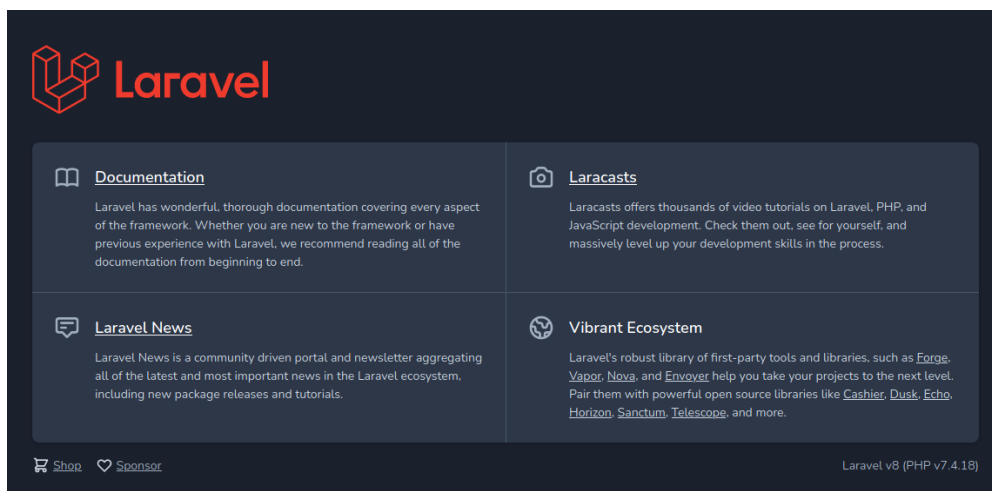 Laravel
Documentation
Laravel has wonderful, thorough documentation covering every aspect
of the framework. Whether you are new to the framework or have
previous experience with Laravel, we recommend reading all of the
documentation from beginning to end.
Laracasts
Laracasts offers thousands of video tutorials on Laravel, PHP, and
JavaScript development. Check them out, see for yourself, and
massively level up your development skills in the process.
Laravel News
Laravel News is a community driven portal and newsletter aggregating
all of the latest and most important news in the Laravel ecosystem,
including new package releases and tutorials.
Vibrant Ecosystem
Laravel's robust library of first-party tools and libraries, such as Forge,
Vapor, Nova, and Envoyer help you take your projects to the next level.
Pair them with powerful open source libraries like Cashier, Dusk, Echo,
Horizon, Sanctum, Telescope, and more.
Shop Sponsor
Laravel v8 (PHP v7.4.18)